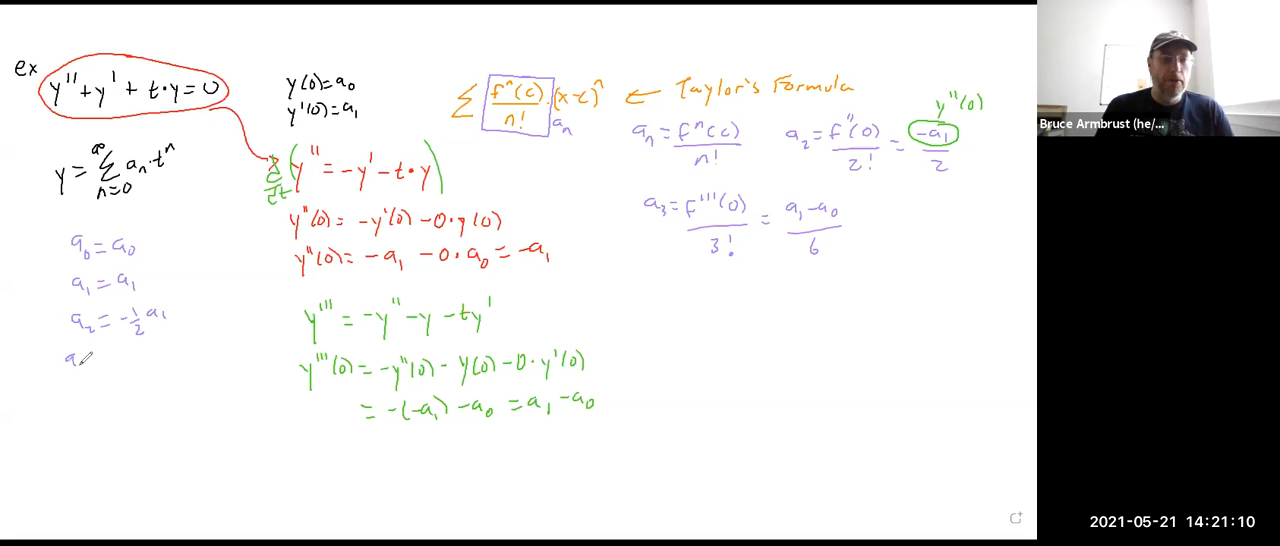 ex
y'' + y' + t·y = 0
y = ∞ Σ n=0 aₙ·tⁿ
a₀ = a₀
a₁ = a₁
a₂ = -1/2 a₁
a
y(0) = a₀
y'(0) = a₁
d/dt (y'' = -y' - t·y)
y''(0) = -y'(0) - 0·y(0)
y''(0) = -a₁ - 0·a₀ = -a₁
y''' = -y'' - y - ty'
y'''(0) = -y''(0) - y(0) - 0·y'(0)
= -(-a₁) - a₀ = a₁ - a₀
Σ fⁿ(c)/n! · (x-c)ⁿ ← Taylor's Formula
aₙ
y''(0)
aₙ = fⁿ(c)/n! a₂ = f''(0)/2! = -a₁/2
a₃ = f'''(0)/3! = a₁ - a₀/6
Bruce Armbrust (he/...
2021-05-21 14:21:10